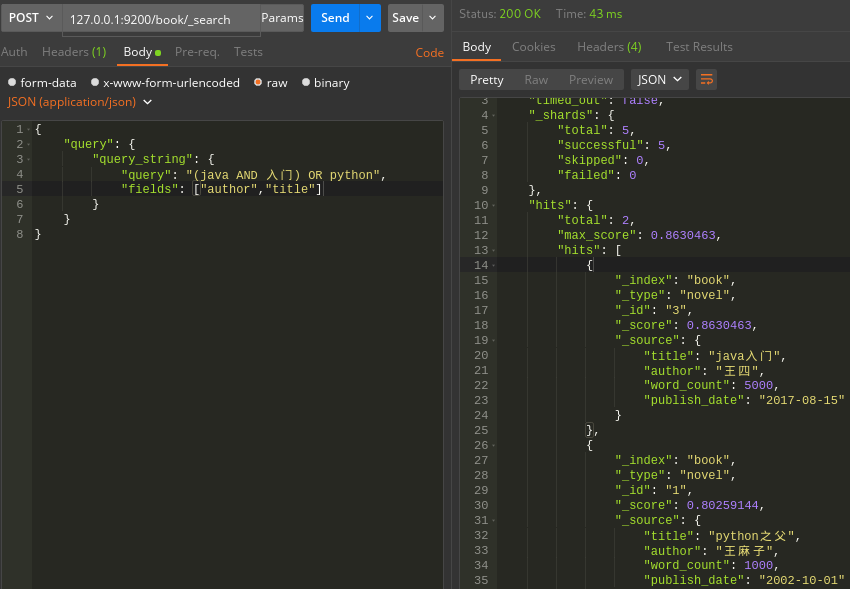 POST 127.0.0.1:9200/book/_search Params Send Save
Auth Headers (1) Body Pre-req. Tests Code
form-data x-www-form-urlencoded raw binary
JSON (application/json)
1 {
2 "query": {
3 "query_string": {
4 "query": "(java AND 入门) OR python",
5 "fields": ["author","title"]
6 }
7 }
8 }
Status: 200 OK Time: 43 ms
Body Cookies Headers (4) Test Results
Pretty Raw Preview JSON
3 "timed_out": false,
4 "_shards": {
5 "total": 5,
6 "successful": 5,
7 "skipped": 0,
8 "failed": 0
9 },
10 "hits": {
11 "total": 2,
12 "max_score": 0.8630463,
13 "hits": [
14 {
15 "_index": "book",
16 "_type": "novel",
17 "_id": "3",
18 "_score": 0.8630463,
19 "_source": {
20 "title": "java入门",
21 "author": "王四",
22 "word_count": 5000,
23 "publish_date": "2017-08-15"
24 }
25 },
26 {
27 "_index": "book",
28 "_type": "novel",
29 "_id": "1",
30 "_score": 0.80259144,
31 "_source": {
32 "title": "python之父",
33 "author": "王麻子",
34 "word_count": 1000,
35 "publish_date": "2002-10-01"